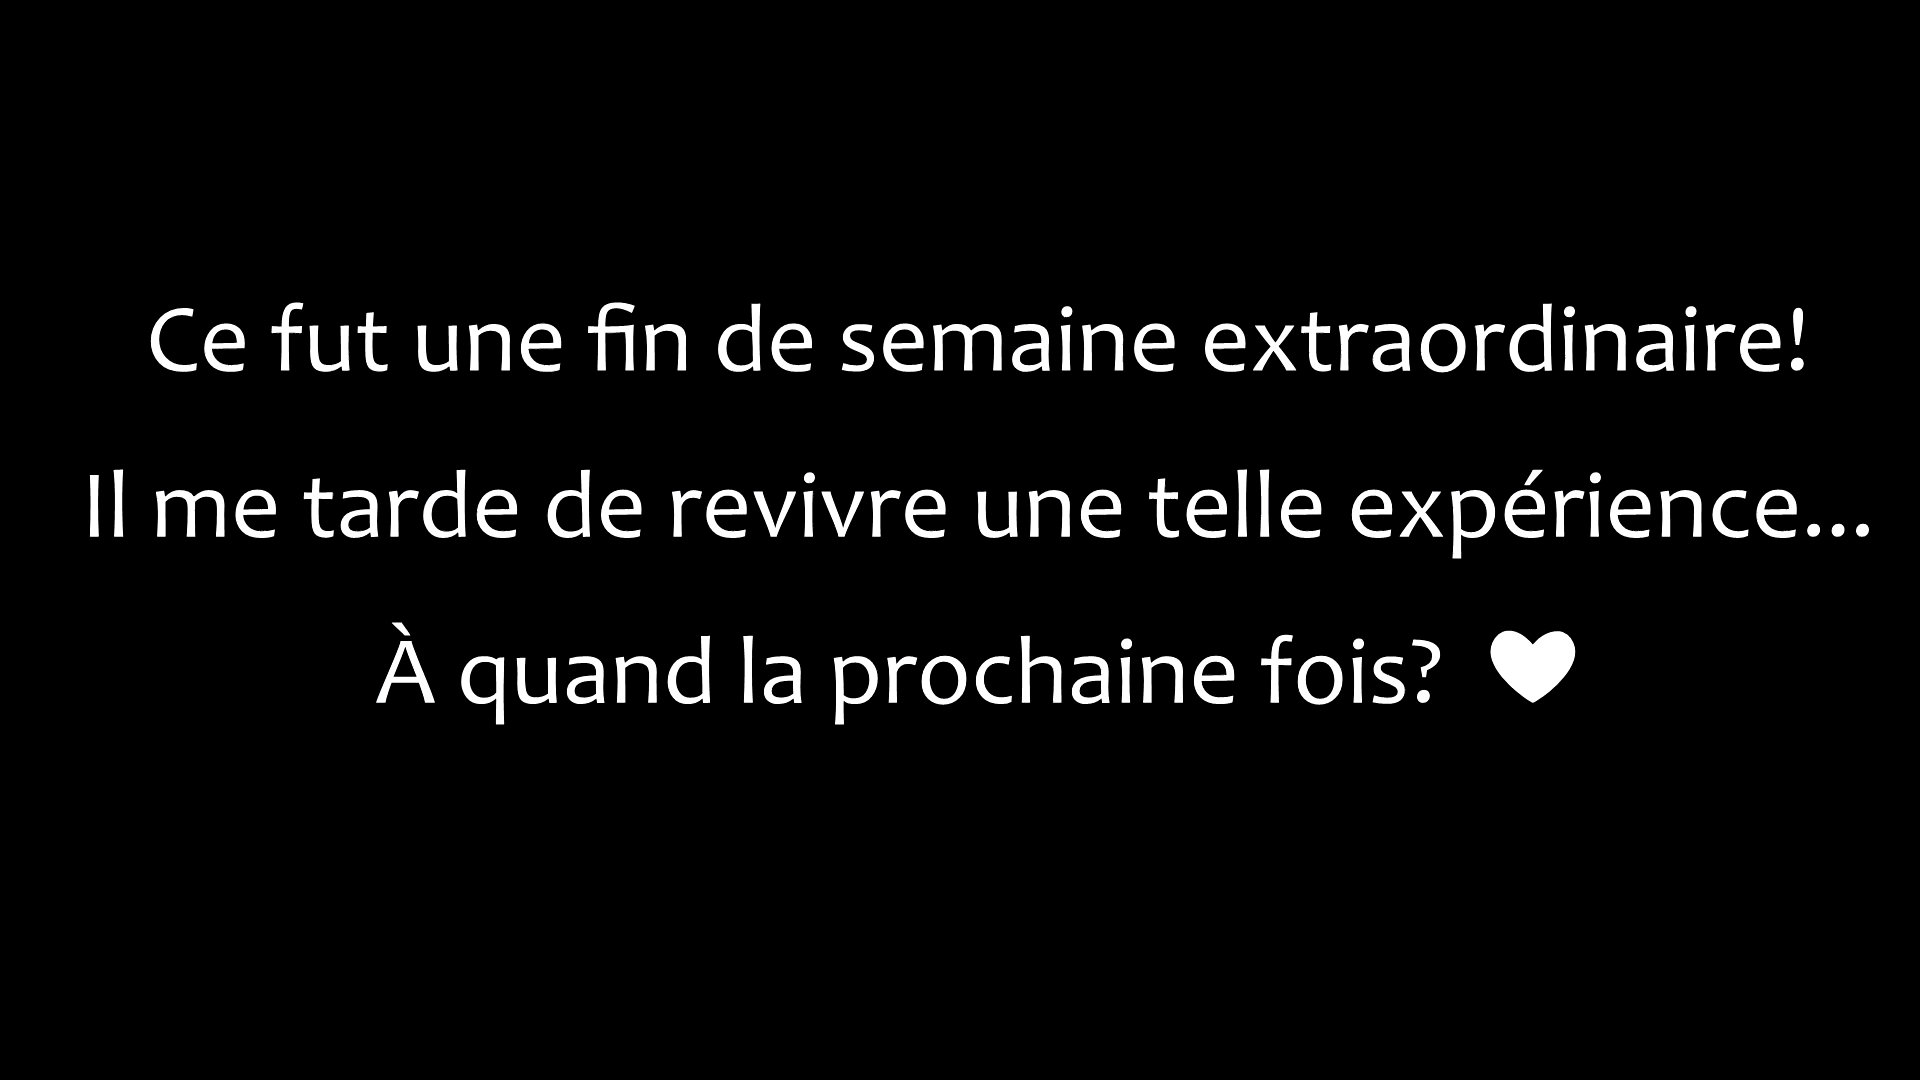 Ce fut une fin de semaine extraordinaire!
Il me tarde de revivre une telle expérience...
À quand la prochaine fois? ♥